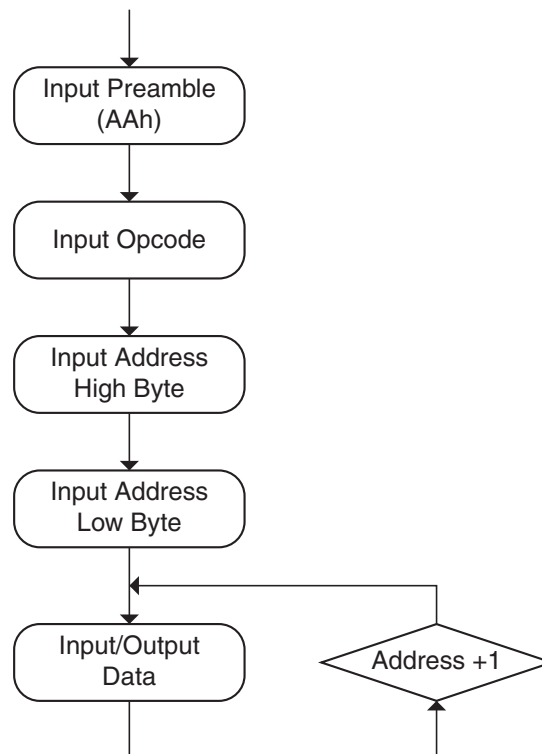 Input Preamble
(AAh)
Input Opcode
Input Address
High Byte
Input Address
Low Byte
Input/Output
Data
Address +1